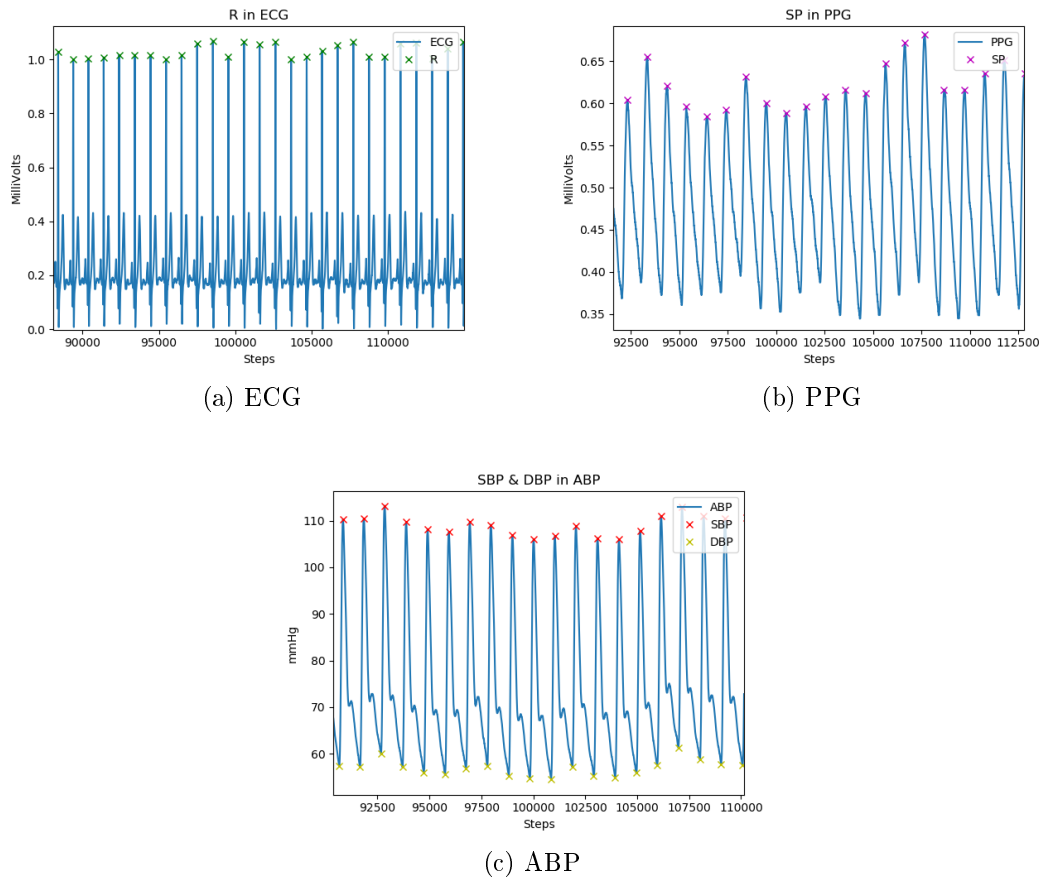 R in ECG
MilliVolts
1.0
0.8
0.6
0.4
0.2
0.0
ECG
R
90000 95000 100000 105000 110000
Steps
(a) ECG
SP in PPG
MilliVolts
0.65
0.60
0.55
0.50
0.45
0.40
0.35
PPG
SP
92500 95000 97500 100000 102500 105000 107500 110000 112500
Steps
(b) PPG
SBP & DBP in ABP
mmHg
110
100
90
80
70
60
ABP
SBP
DBP
92500 95000 97500 100000 102500 105000 107500 110000
Steps
(c) ABP